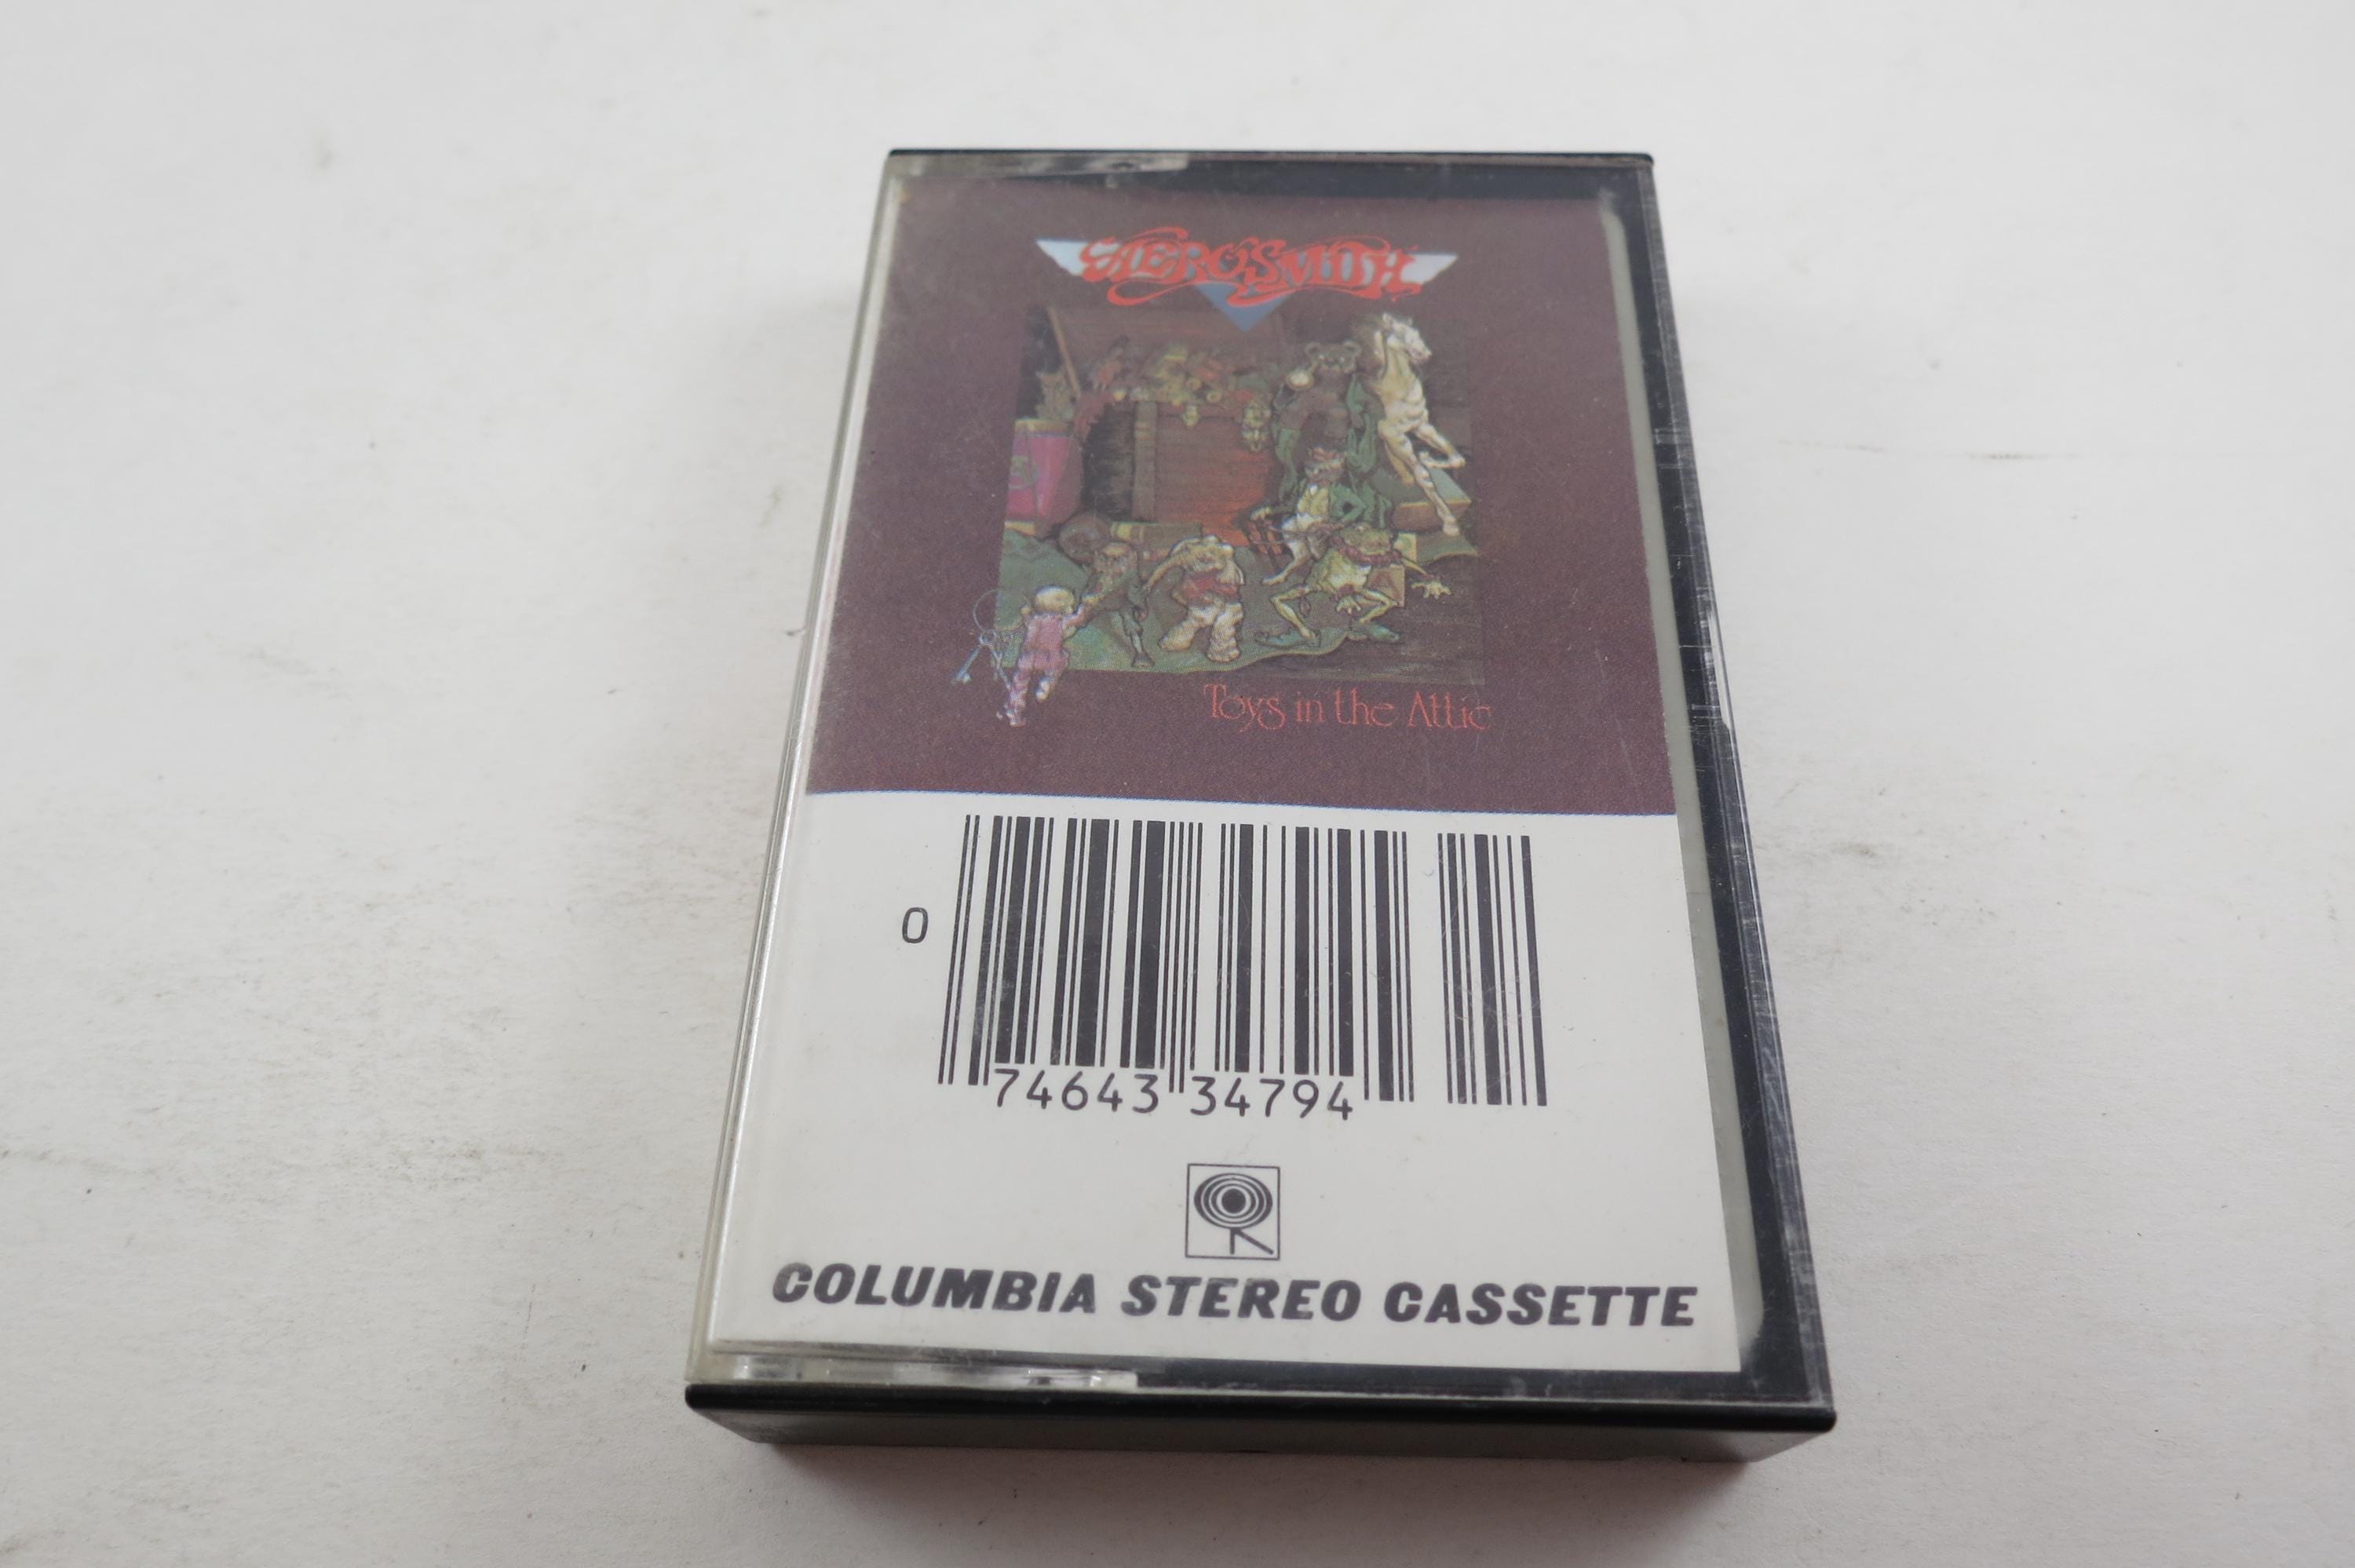 AEROSMITH
Toys in the Attic
0
74643 34794
COLUMBIA STEREO CASSETTE